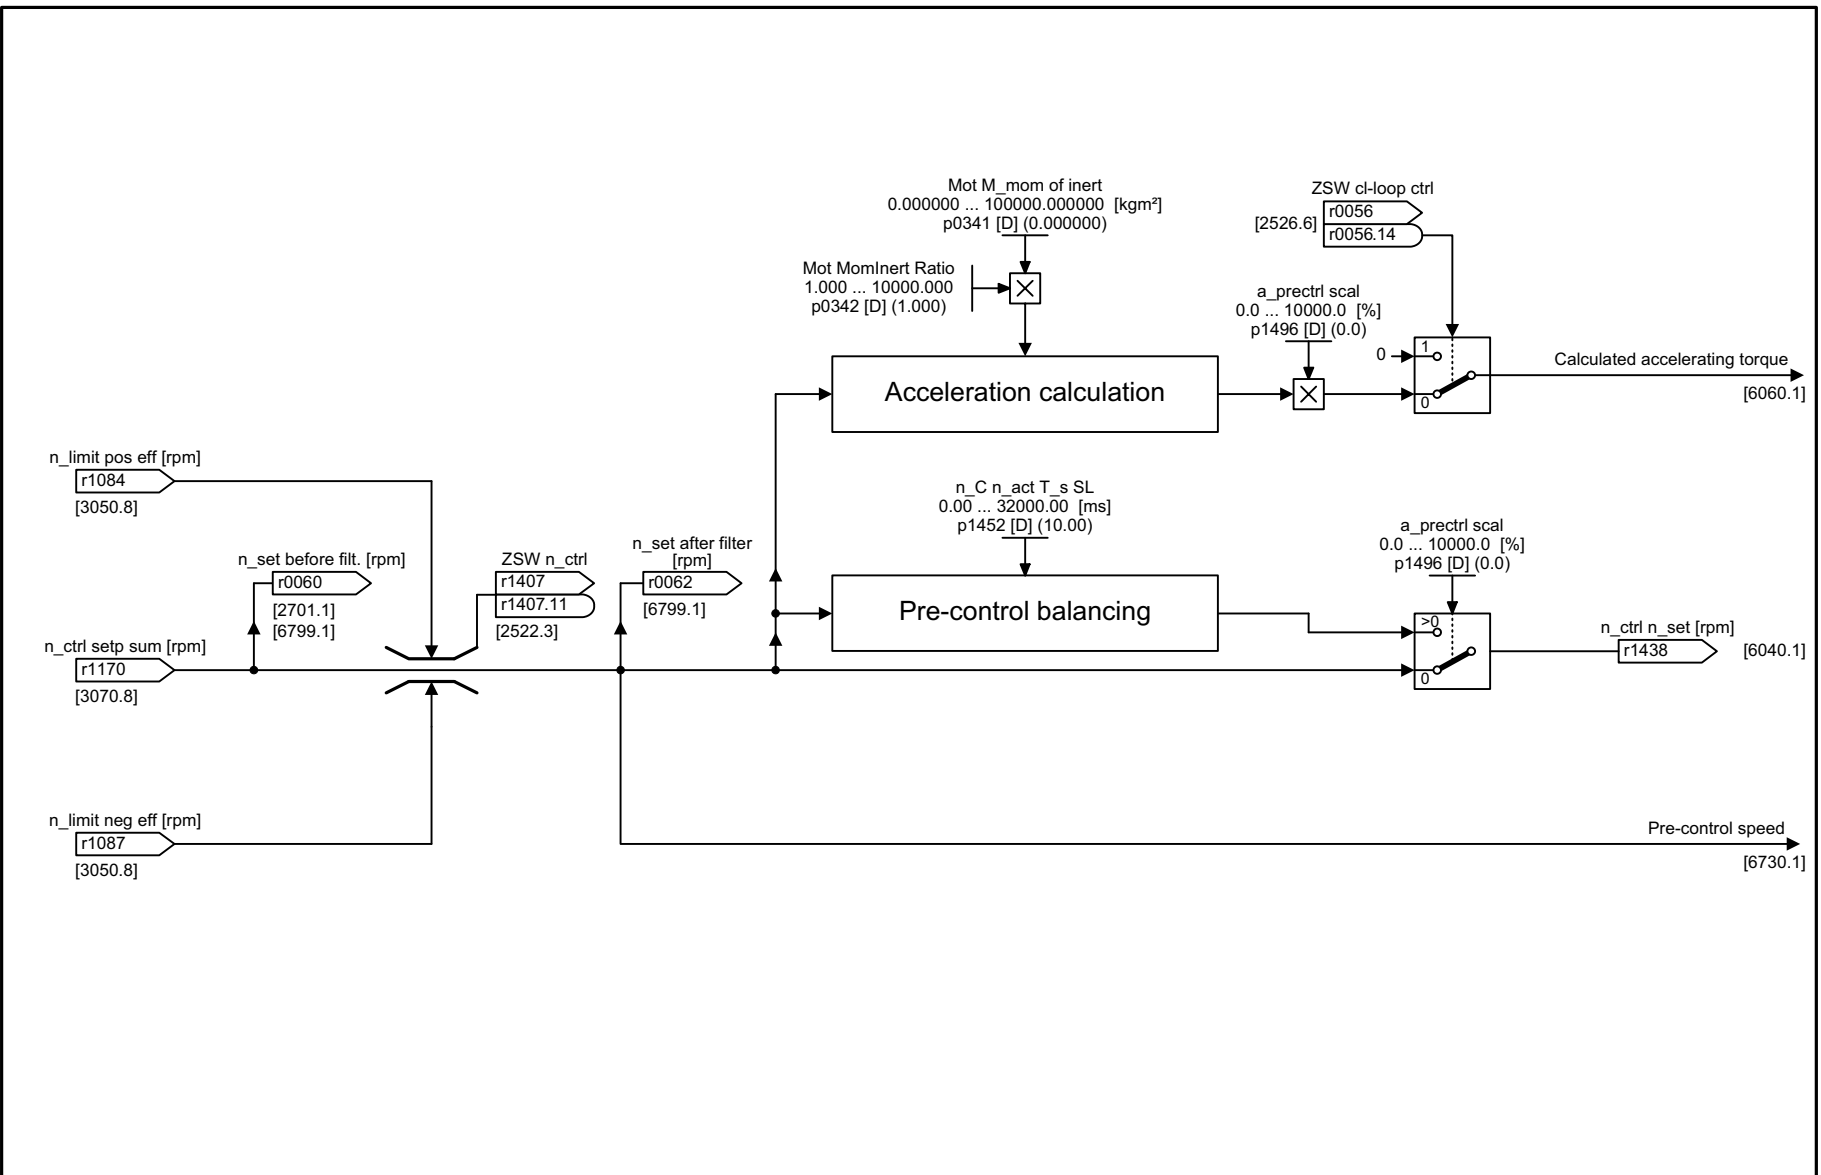 Mot M_mom of inert
0.000000 ... 100000.000000 [kgm²]
p0341 [D] (0.000000)
ZSW cl-loop ctrl
r0056
[2526.6]
r0056.14
Mot MomInert Ratio
1.000 ... 10000.000
p0342 [D] (1.000)
a_prectrl scal
0.0 ... 10000.0 [%]
p1496 [D] (0.0)
0
1
0
Acceleration calculation
Calculated accelerating torque
[6060.1]
n_limit pos eff [rpm]
r1084
[3050.8]
n_C n_act T_s SL
0.00 ... 32000.00 [ms]
p1452 [D] (10.00)
a_prectrl scal
0.0 ... 10000.0 [%]
p1496 [D] (0.0)
n_set before filt. [rpm]
r0060
[2701.1]
[6799.1]
ZSW n_ctrl
r1407
r1407.11
[2522.3]
n_set after filter
[rpm]
r0062
[6799.1]
Pre-control balancing
>0
0
n_ctrl n_set [rpm]
r1438
[6040.1]
n_ctrl setp sum [rpm]
r1170
[3070.8]
n_limit neg eff [rpm]
r1087
[3050.8]
Pre-control speed
[6730.1]